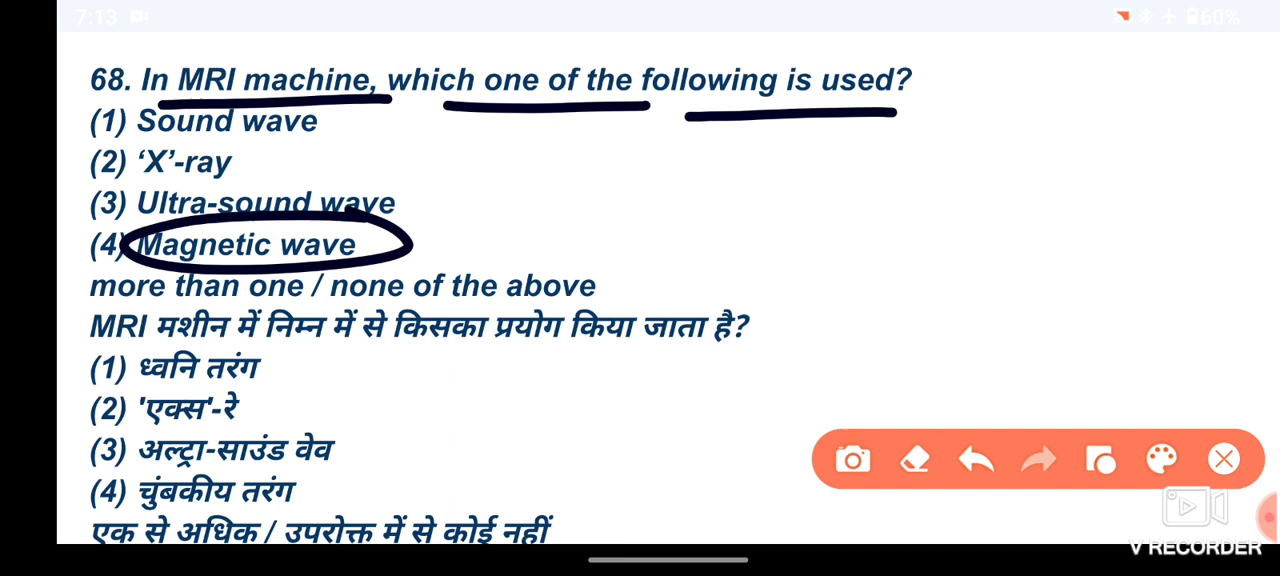 7:13
60%
68. In MRI machine, which one of the following is used?
(1) Sound wave
(2) ‘X’-ray
(3) Ultra-sound wave
(4) Magnetic wave
more than one / none of the above
MRI मशीन में निम्न में से किसका प्रयोग किया जाता है?
(1) ध्वनि तरंग
(2) 'एक्स'-रे
(3) अल्ट्रा-साउंड वेव
(4) चुंबकीय तरंग
एक से अधिक / उपरोक्त में से कोई नहीं
V RECORDER